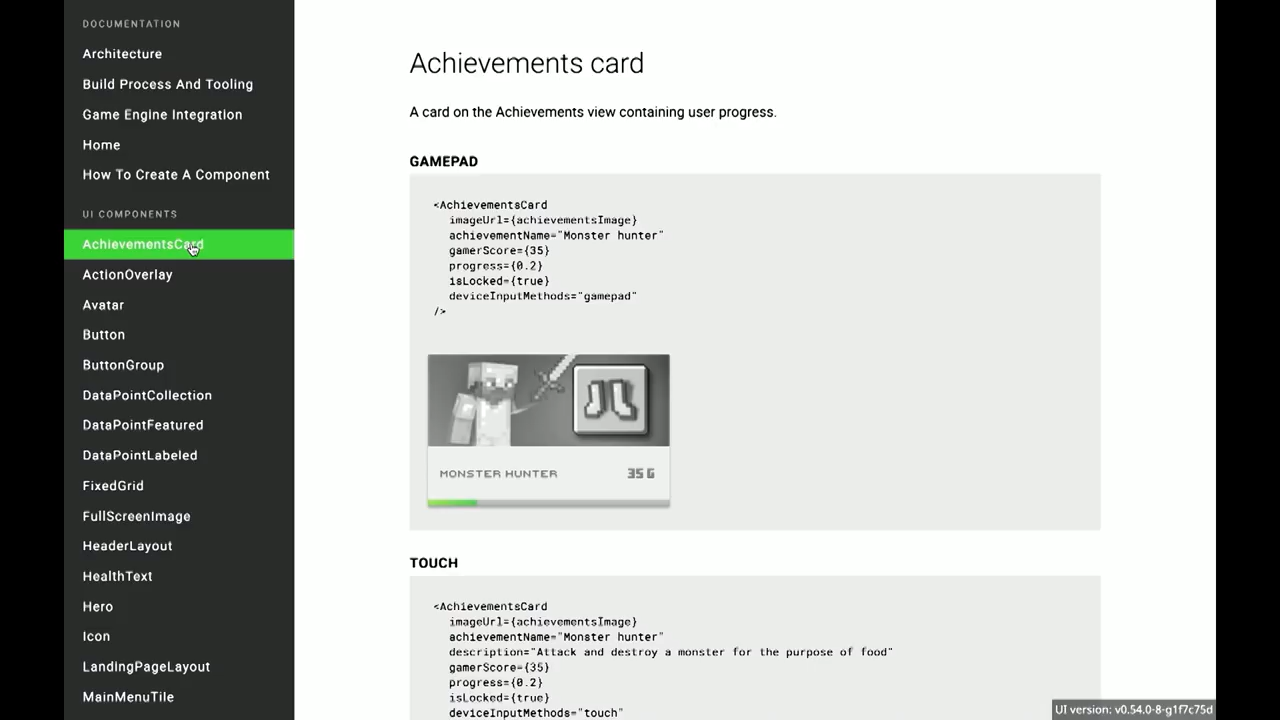 DOCUMENTATION
Architecture
Build Process And Tooling
Game Engine Integration
Home
How To Create A Component
UI COMPONENTS
AchievementsCard
ActionOverlay
Avatar
Button
ButtonGroup
DataPointCollection
DataPointFeatured
DataPointLabeled
FixedGrid
FullScreenImage
HeaderLayout
HealthText
Hero
Icon
LandIngPageLayout
MainMenuTile
Achievements card
A card on the Achievements view containing user progress.
GAMEPAD
<AchievementsCard
imageUrl={achievementsImage}
achievementName="Monster hunter"
gamerScore={35}
progress={0.2}
isLocked={true}
deviceInputMethods="gamepad"
/>
MONSTER HUNTER 35 G
TOUCH
<AchievementsCard
imageUrl={achievementsImage}
achievementName="Monster hunter"
description="Attack and destroy a monster for the purpose of food"
gamerScore={35}
progress={0.2}
isLocked={true}
deviceInputMethods="touch"
UI version: v0.54.0-8-g1f7c75d